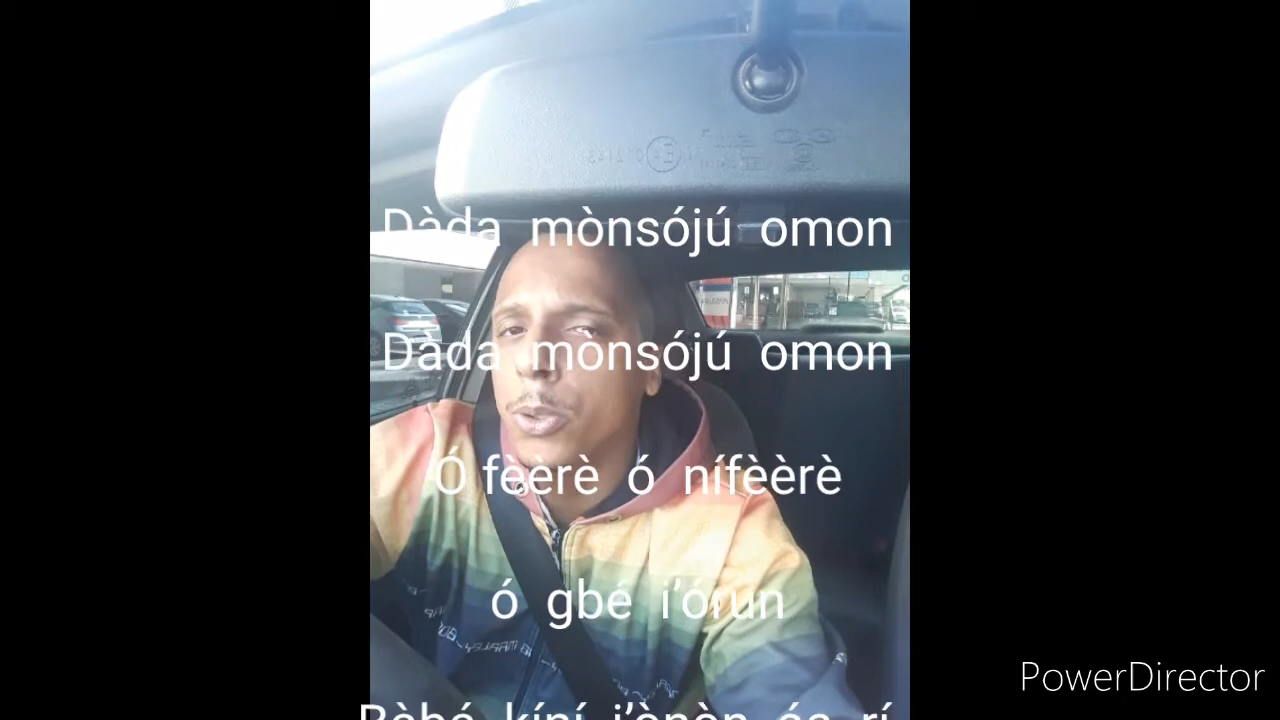 Dàda mònsójú omon
Dàda mònsójú omon
Ó fèèrè ó nífèèrè
ó gbé i'órun
PowerDirector